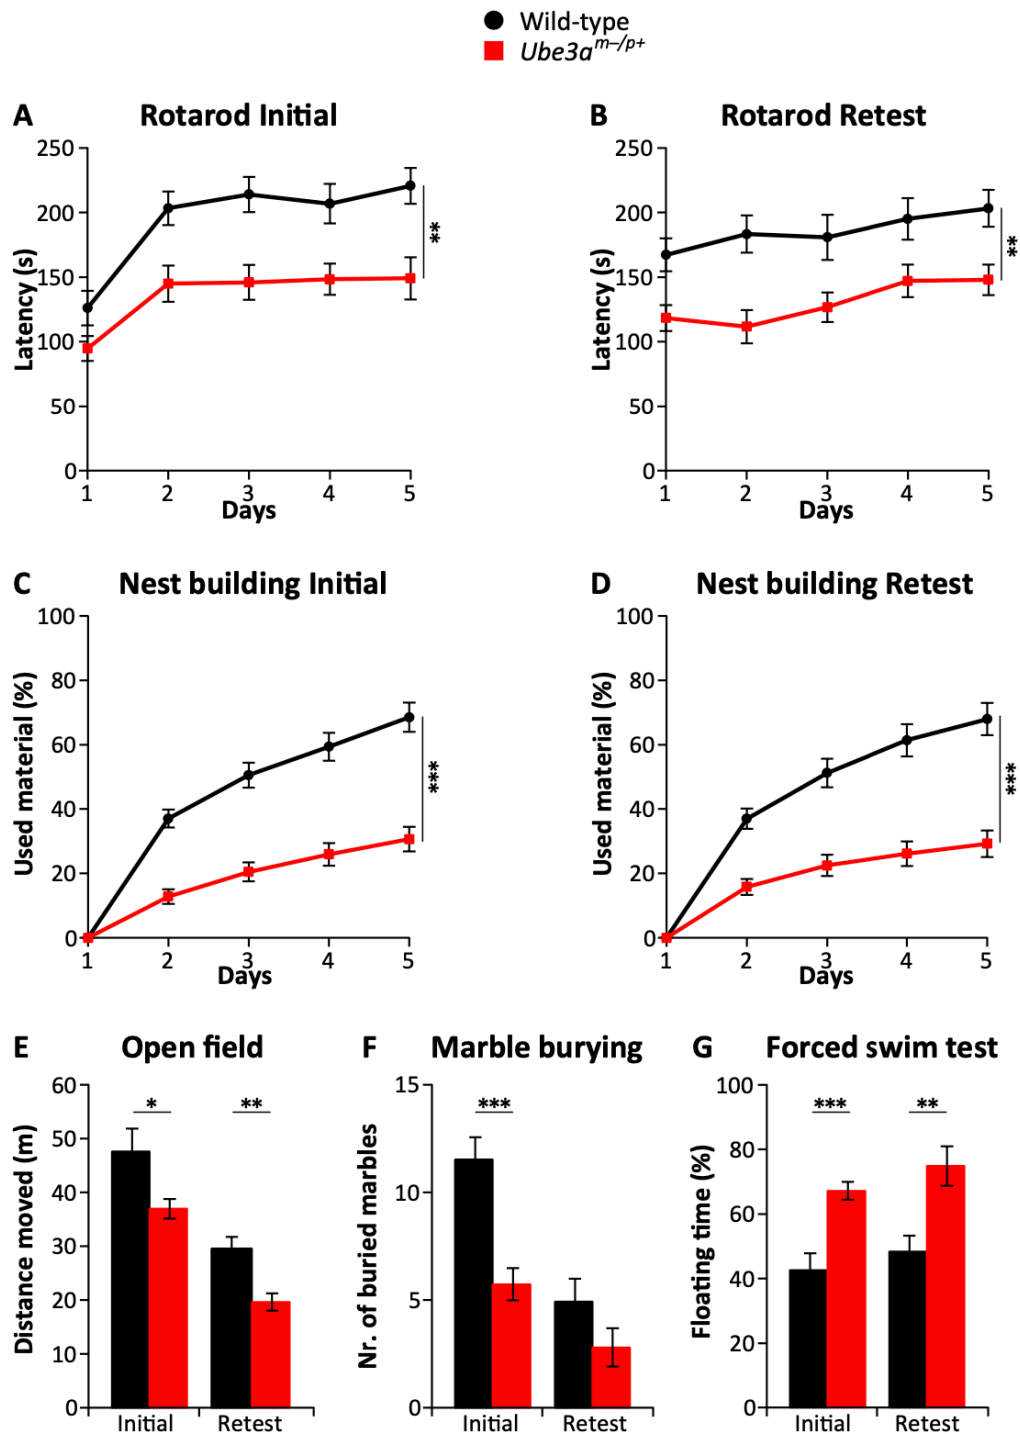 Wild-type
Ube3a^m–/p+
A Rotarod Initial
250
200
150
100
50
0
Latency (s)
1 2 3 4 5
Days
**
B Rotarod Retest
250
200
150
100
50
0
Latency (s)
1 2 3 4 5
Days
**
C Nest building Initial
100
80
60
40
20
0
Used material (%)
1 2 3 4 5
Days
***
D Nest building Retest
100
80
60
40
20
0
Used material (%)
1 2 3 4 5
Days
***
E Open field
60
50
40
30
20
10
0
Distance moved (m)
* **
Initial Retest
F Marble burying
15
10
5
0
Nr. of buried marbles
***
Initial Retest
G Forced swim test
100
80
60
40
20
0
Floating time (%)
*** **
Initial Retest